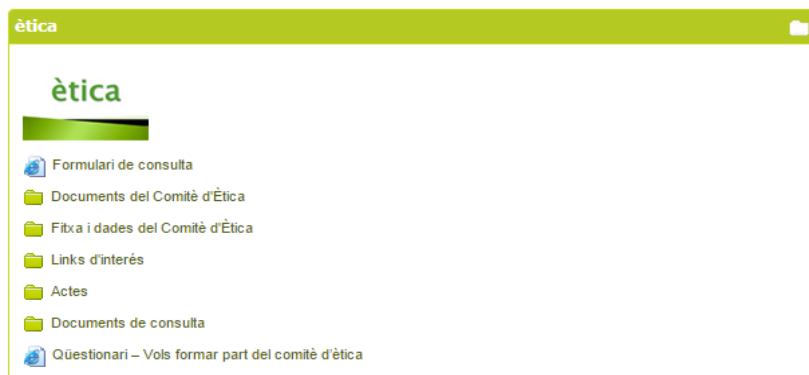 ètica
ètica
Formulari de consulta
Documents del Comitè d'Ètica
Fitxa i dades del Comitè d'Ètica
Links d'interés
Actes
Documents de consulta
Qüestionari – Vols formar part del comitè d'ètica